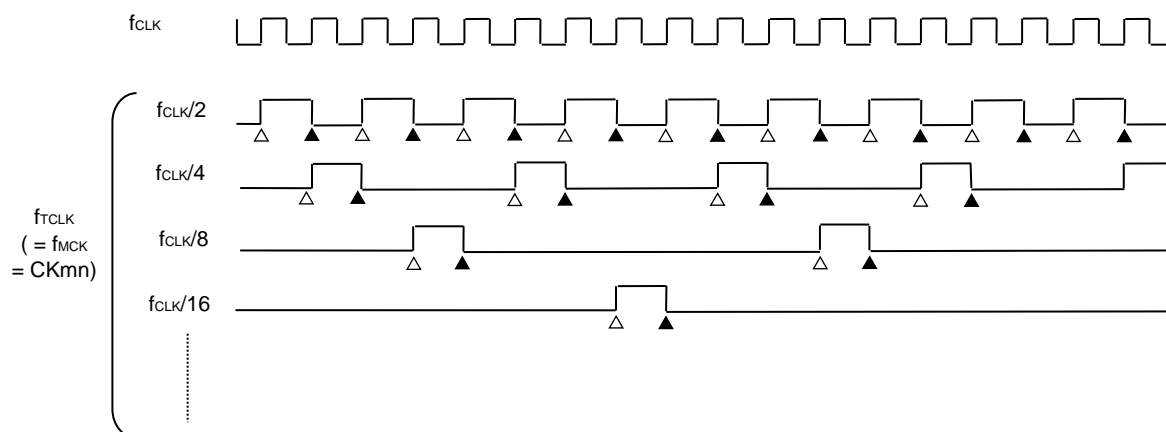 fCLK
fCLK/2
fCLK/4
fTCLK
( = fMCK
= CKmn)
fCLK/8
fCLK/16